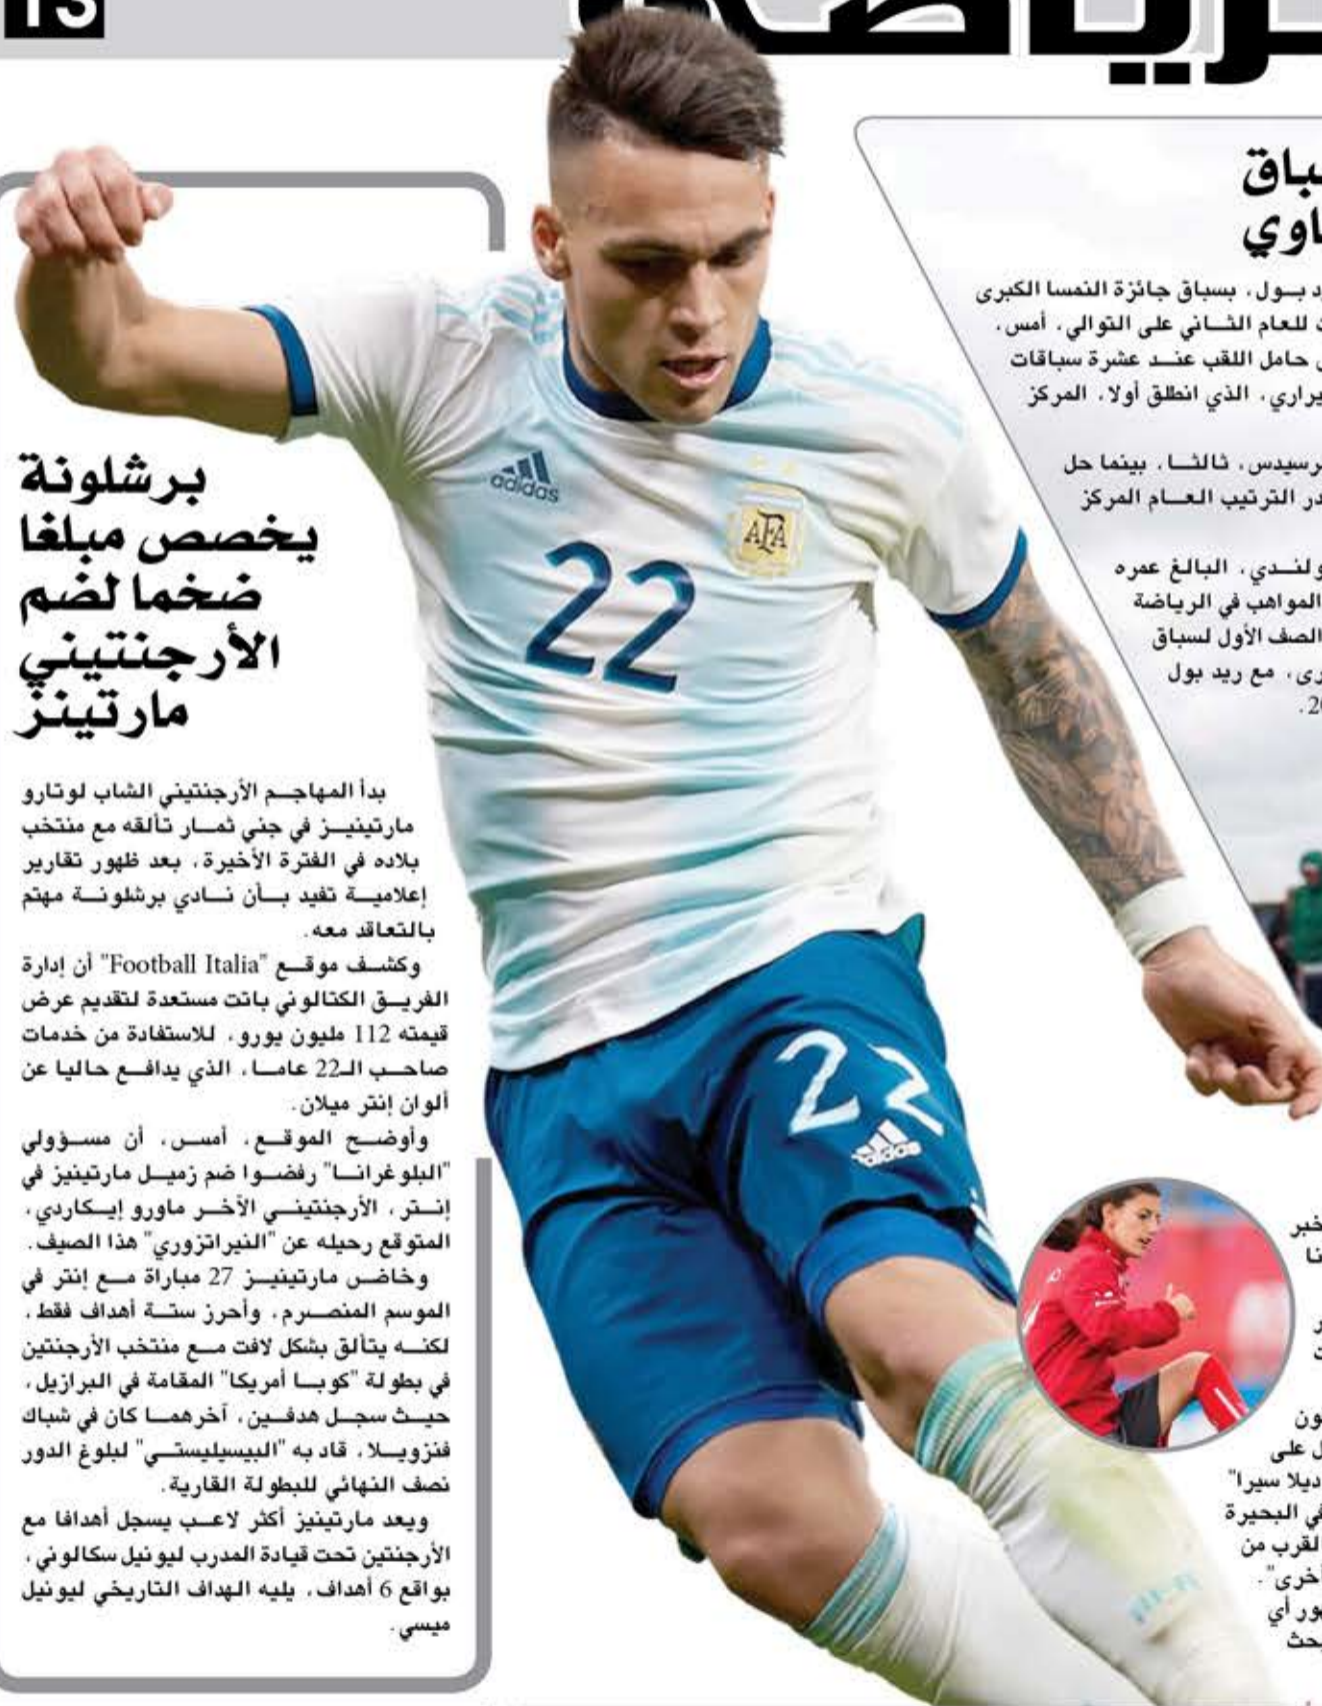 13
رياضي
برشلونة
يخصص مبلغا
ضخما لضم
الأرجنتيني
مارتينز
بدأ المهاجم الأرجنتيني الشاب لوتارو
مارتينيز في جني ثمار تألقه مع منتخب
بلاده في الفترة الأخيرة، بعد ظهور تقارير
إعلامية تفيد بأن نادي برشلونة مهتم
بالتعاقد معه.
وكشف موقع "Football Italia" أن إدارة
الفريق الكتالوني باتت مستعدة لتقديم عرض
قيمته 112 مليون يورو، للاستفادة من خدمات
صاحب الـ22 عاما، الذي يدافع حاليا عن
ألوان إنتر ميلان.
وأوضح الموقع، أمس، أن مسؤولي
"البلوغرانا" رفضوا ضم زميل مارتينيز في
إنتر، الأرجنتيني الأخر ماورو إيكاردي،
المتوقع رحيله عن "النيراتزوري" هذا الصيف.
وخاض مارتينيز 27 مباراة مع إنتر في
الموسم المنصرم، وأحرز ستة أهداف فقط،
لكنه يتألق بشكل لافت مع منتخب الأرجنتين
في بطولة "كوبا أمريكا" المقامة في البرازيل،
حيث سجل هدفين، آخرهما كان في شباك
فنزويلا، قاد به "البيسيليستي" لبلوغ الدور
نصف النهائي للبطولة القارية.
ويعد مارتينيز أكثر لاعب يسجل أهدافا مع
الأرجنتين تحت قيادة المدرب ليونيل سكالوني،
بواقع 6 أهداف، يليه الهداف التاريخي ليونيل
ميسي.
adidas
AFA
22
22
adidas
بول، بسباق جائزة النمسا الكبرى
للعام الثاني على التوالي، أمس،
حامل اللقب عند عشرة سباقات
الذي انطلق أولا، المركز
ثالثا، بينما حل
الترتيب العام المركز
البالغ عمره
المواهب في الرياضة
الصف الأول لسباق
مع ريد بول
على
ديلا سيرا"
البحيرة
من
أخرى".
أي